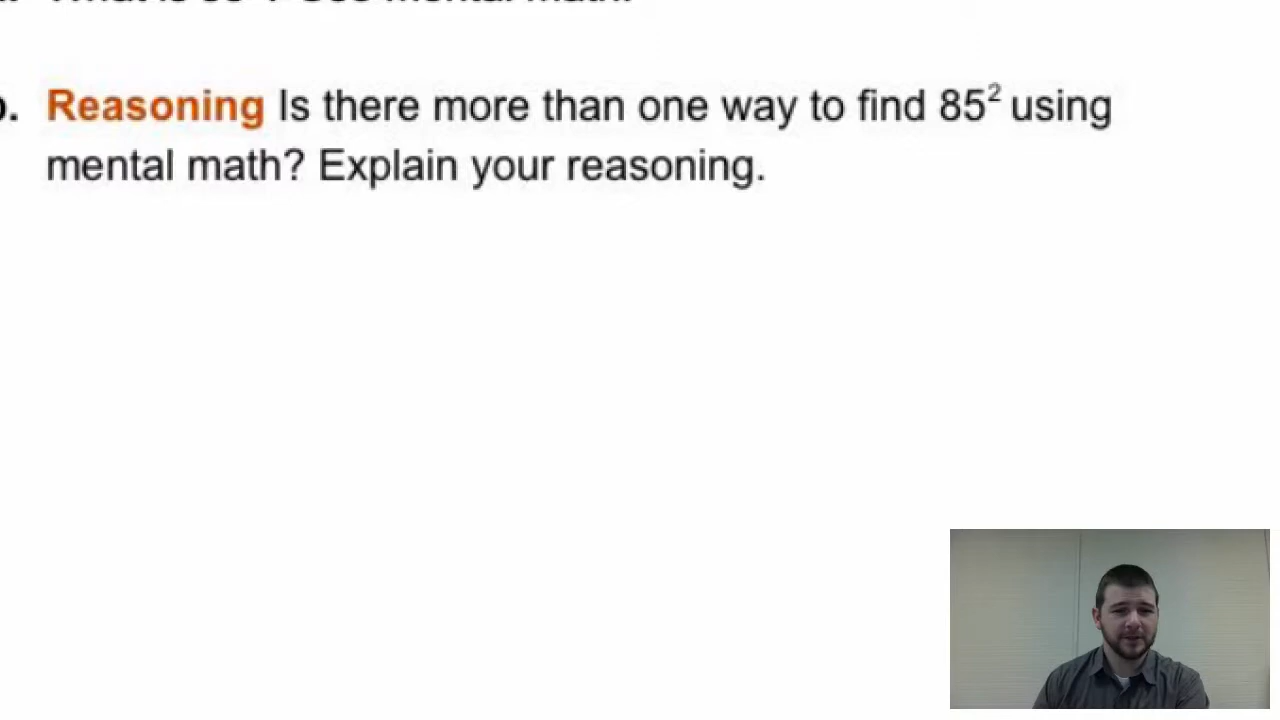 b. Reasoning Is there more than one way to find 85² using
mental math? Explain your reasoning.